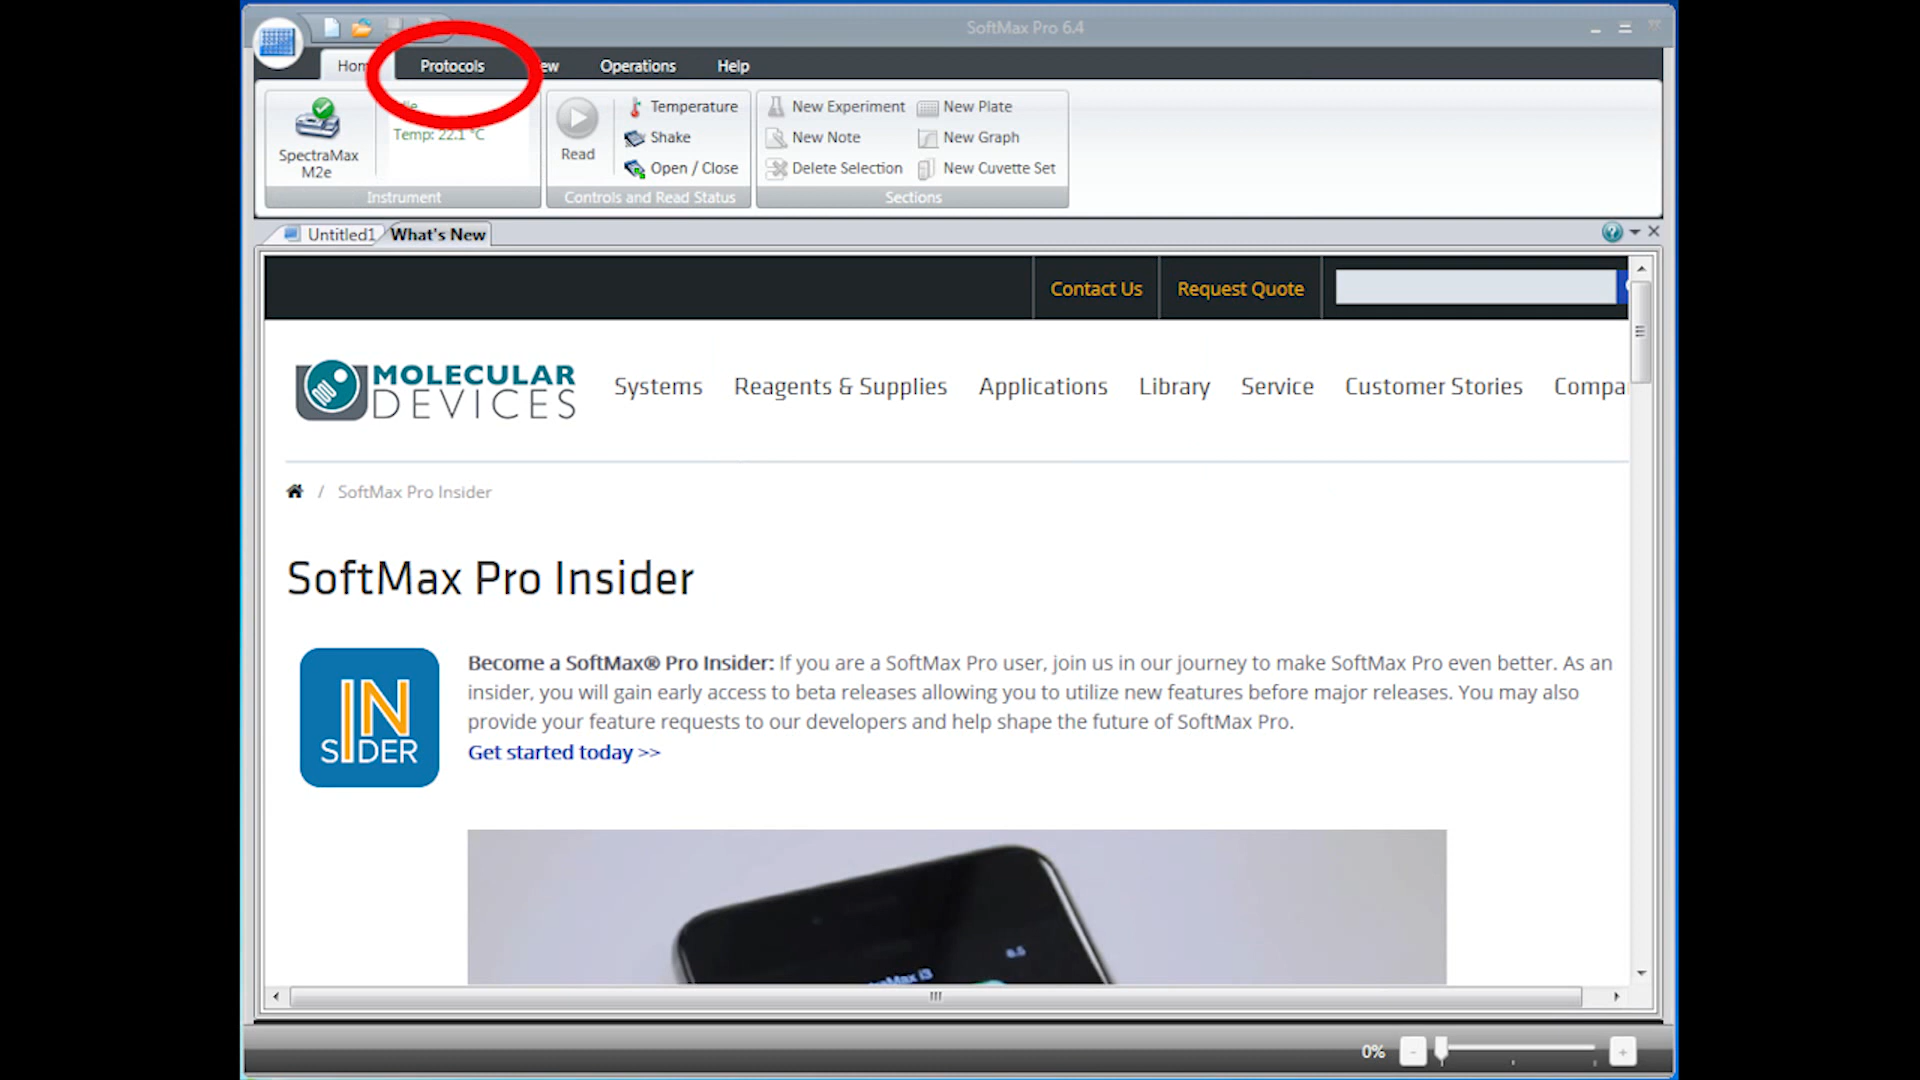 SoftMax Pro 6.4
Protocols Operations Help
SpectraMax
M2e
Temp: 22.1 °C
Instrument
Read
Temperature
Shake
Open / Close
Controls and Read Status
New Experiment New Plate
New Note New Graph
Delete Selection New Cuvette Set
Sections
Untitled1 What's New
Contact Us Request Quote
MOLECULAR
DEVICES
Systems Reagents & Supplies Applications Library Service Customer Stories
/ SoftMax Pro Insider
SoftMax Pro Insider
IN
SIDER
Become a SoftMax® Pro Insider: If you are a SoftMax Pro user, join us in our journey to make SoftMax Pro even better. As an
insider, you will gain early access to beta releases allowing you to utilize new features before major releases. You may also
provide your feature requests to our developers and help shape the future of SoftMax Pro.
Get started today >>
0%